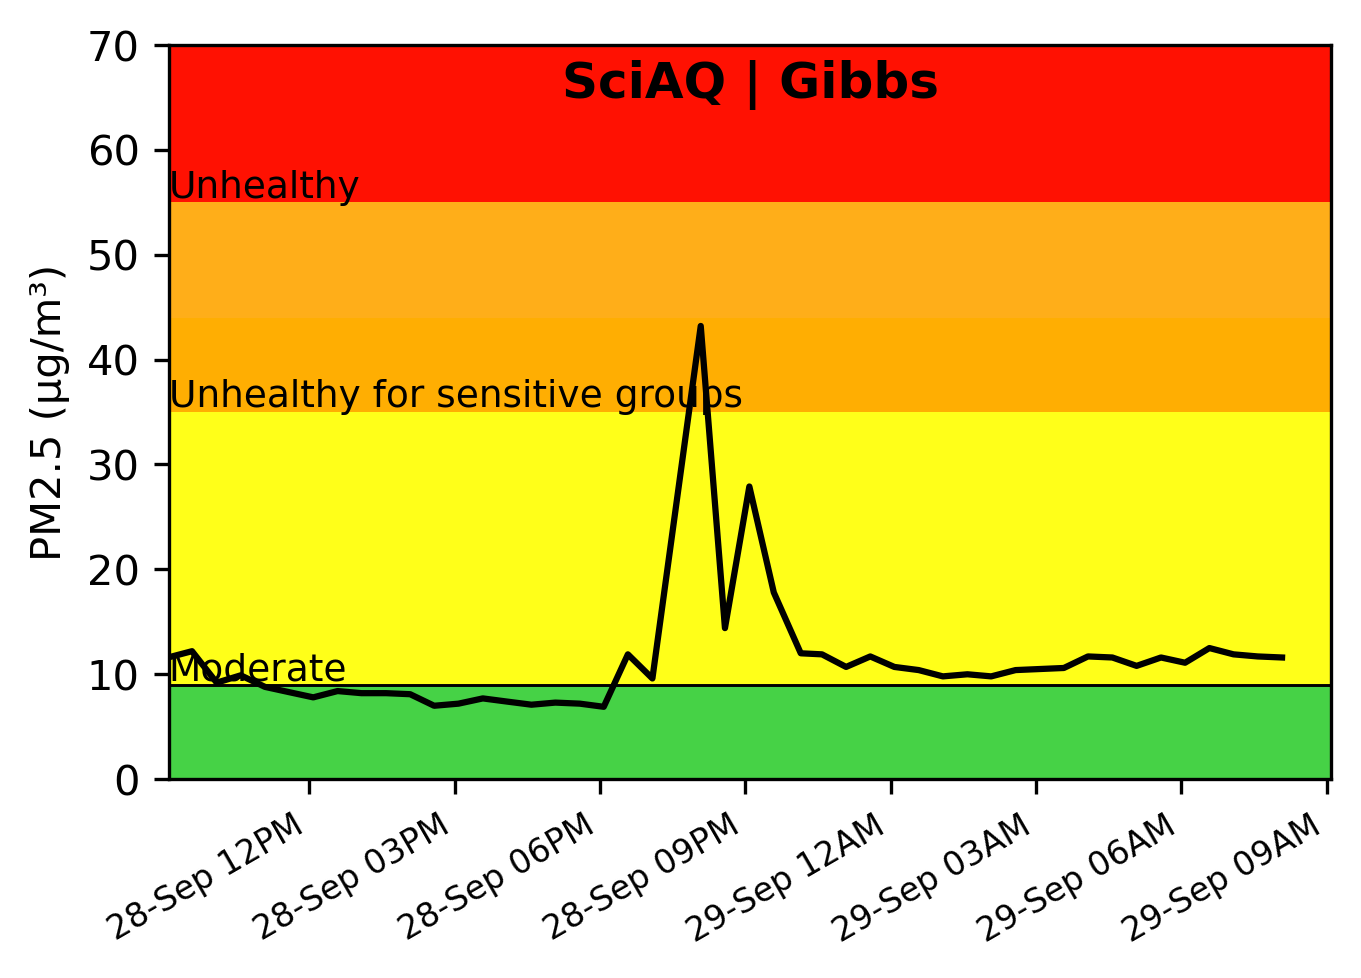 SciAQ | Gibbs
70
60
50
40
30
20
10
0
PM2.5 (µg/m³)
Unhealthy
Unhealthy for sensitive groups
Moderate
28-Sep 12PM
28-Sep 03PM
28-Sep 06PM
28-Sep 09PM
29-Sep 12AM
29-Sep 03AM
29-Sep 06AM
29-Sep 09AM